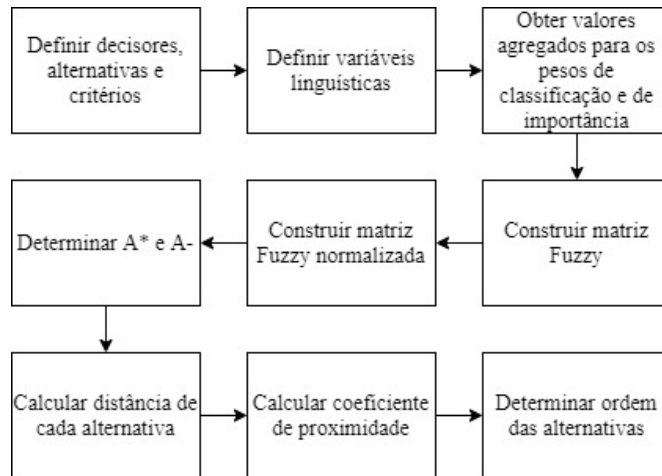 Definir decisores,
alternativas e
critérios
Definir variáveis
linguísticas
Obter valores
agregados para os
pesos de
classificação e de
importância
Construir matriz
Fuzzy
Construir matriz
Fuzzy normalizada
Determinar A* e A-
Calcular distância de
cada alternativa
Calcular coeficiente
de proximidade
Determinar ordem
das alternativas